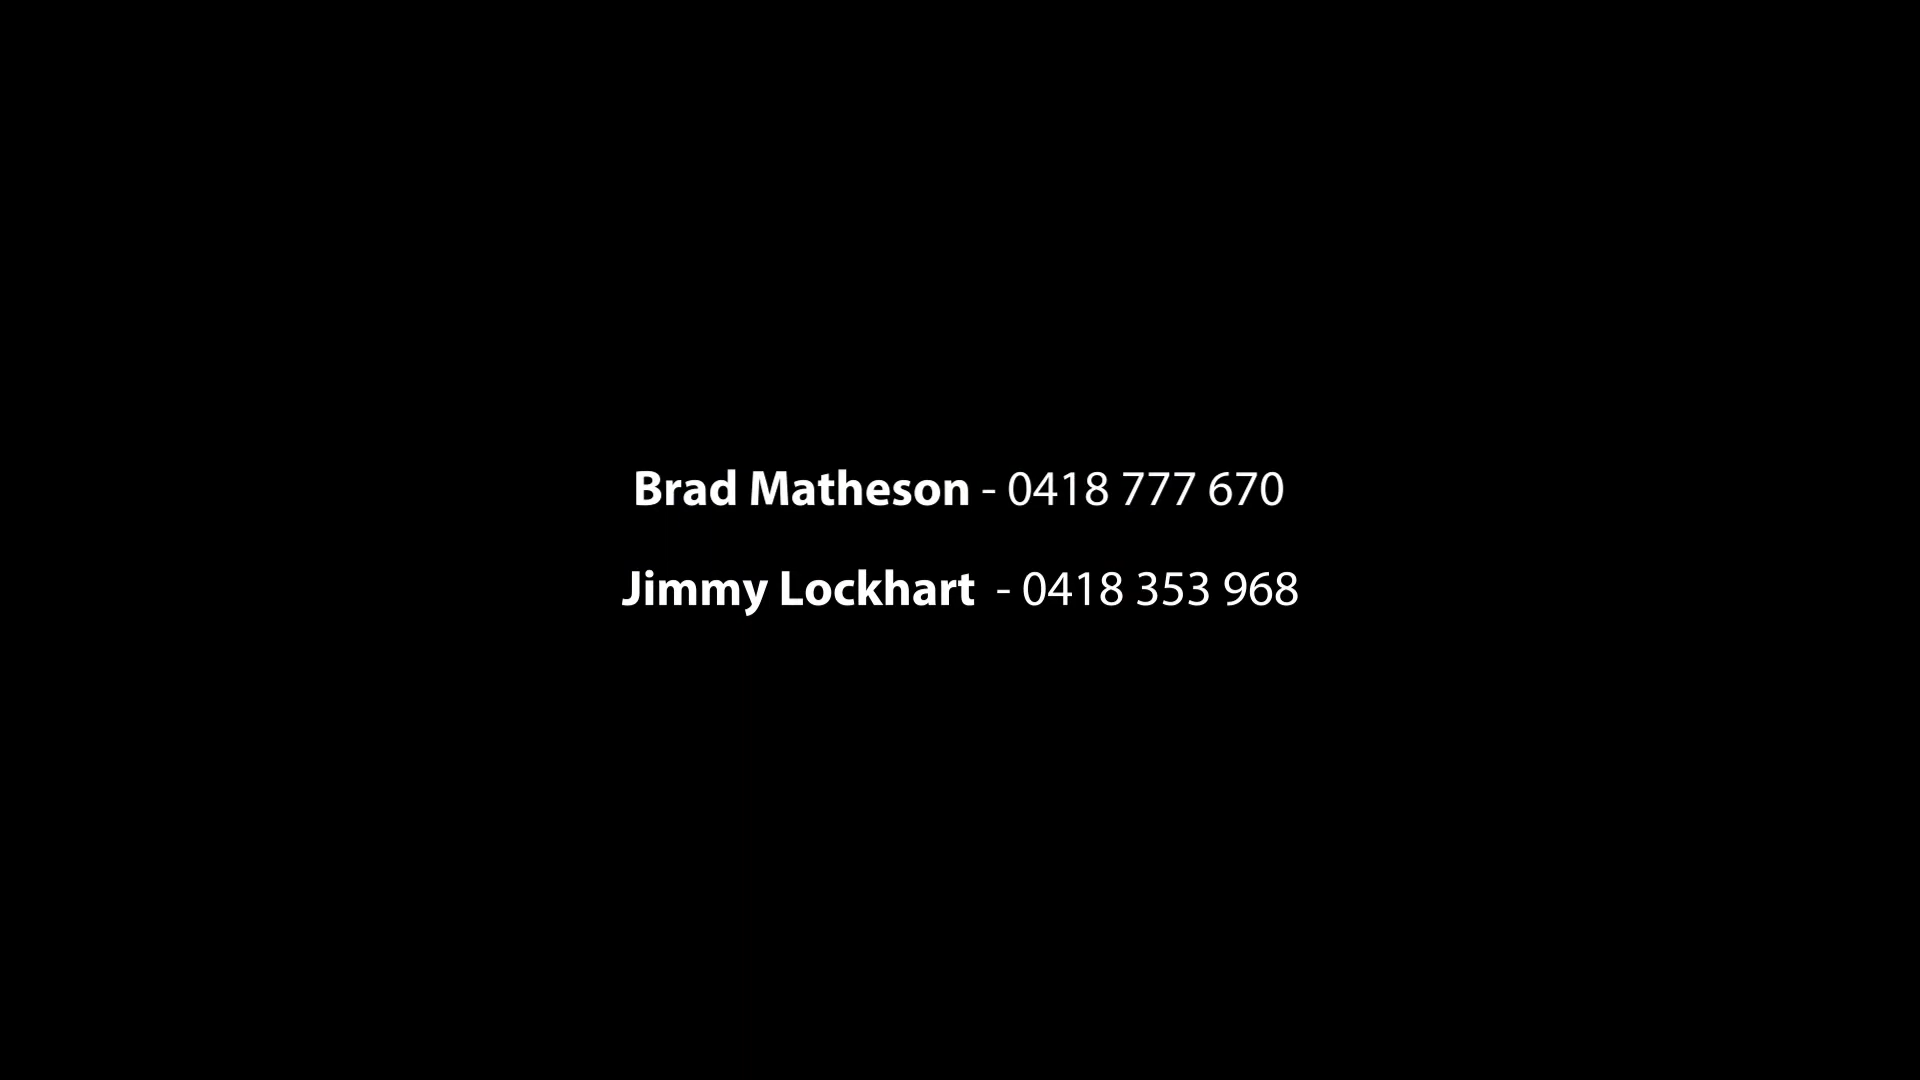 Brad Matheson - 0418 777 670
Jimmy Lockhart  - 0418 353 968